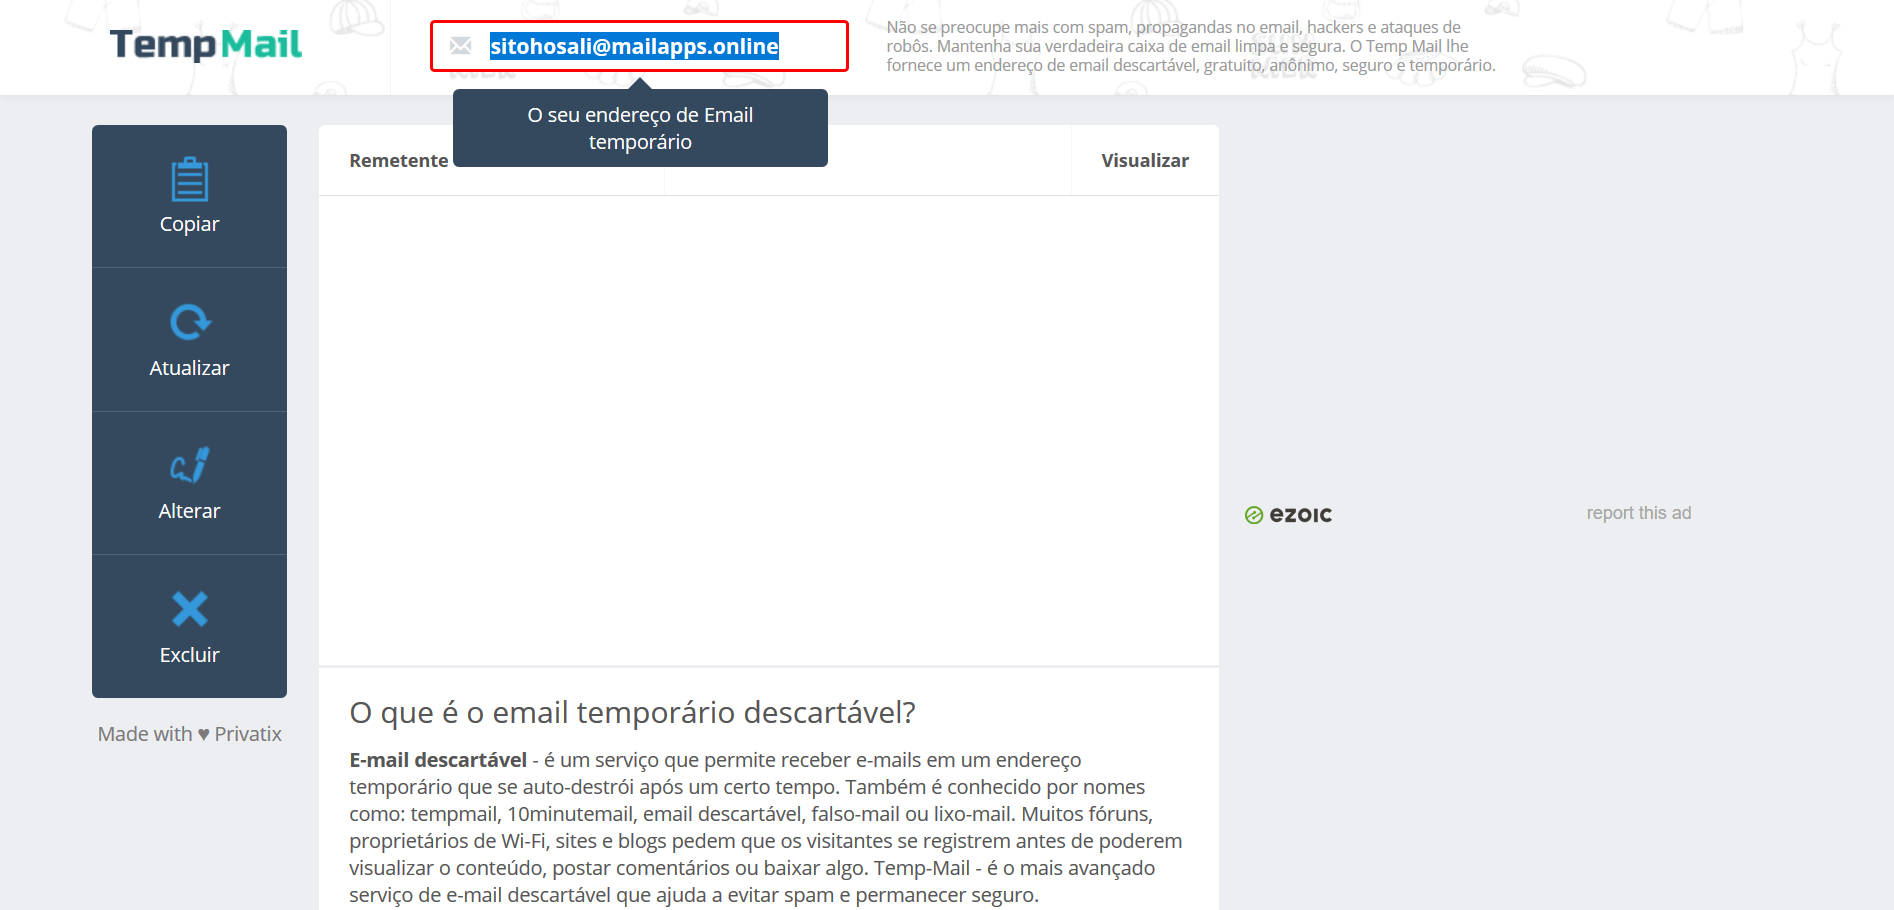 TempMail
sitohosali@mailapps.online
Não se preocupe mais com spam, propagandas no email, hackers e ataques de
robôs. Mantenha sua verdadeira caixa de email limpa e segura. O Temp Mail lhe
fornece um endereço de email descartável, gratuito, anônimo, seguro e temporário.
O seu endereço de Email
temporário
Copiar
Atualizar
Alterar
Excluir
Made with ♥ Privatix
Remetente
Visualizar
ezoic
report this ad
O que é o email temporário descartável?
E-mail descartável - é um serviço que permite receber e-mails em um endereço
temporário que se auto-destrói após um certo tempo. Também é conhecido por nomes
como: tempmail, 10minutemail, email descartável, falso-mail ou lixo-mail. Muitos fóruns,
proprietários de Wi-Fi, sites e blogs pedem que os visitantes se registrem antes de poderem
visualizar o conteúdo, postar comentários ou baixar algo. Temp-Mail - é o mais avançado
serviço de e-mail descartável que ajuda a evitar spam e permanecer seguro.